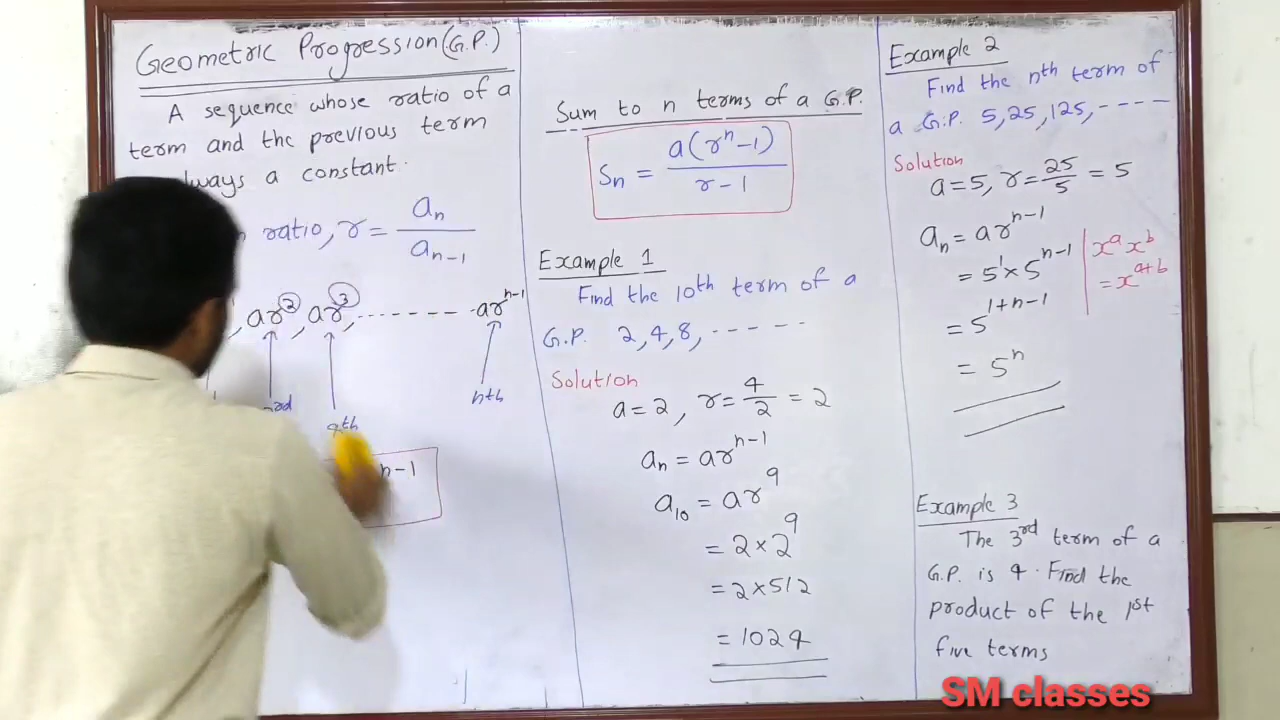 Geometric Progression(G.P.)
A sequence whose ratio of a
term and the previous term
always a constant.
ratio, r = aₙ / aₙ₋₁
, ar², ar³, ------- arⁿ⁻¹
rd
4th
nth
n-1
Sum to n terms of a G.P.
Sₙ = a(rⁿ-1) / r-1
Example 1
Find the 10th term of a
G.P. 2,4,8, -----
Solution
a=2, r= 4/2 = 2
aₙ = arⁿ⁻¹
a₁₀ = ar⁹
= 2×2⁹
= 2×512
= 1024
Example 2
Find the nth term of
a G.P. 5,25,125, ----
Solution
a=5, r= 25/5 = 5
aₙ = arⁿ⁻¹
= 5¹×5ⁿ⁻¹
= 5¹⁺ⁿ⁻¹
= 5ⁿ
xᵃxᵇ
= xᵃ⁺ᵇ
Example 3
The 3rd term of a
G.P. is 4. Find the
product of the 1st
five terms
SM classes